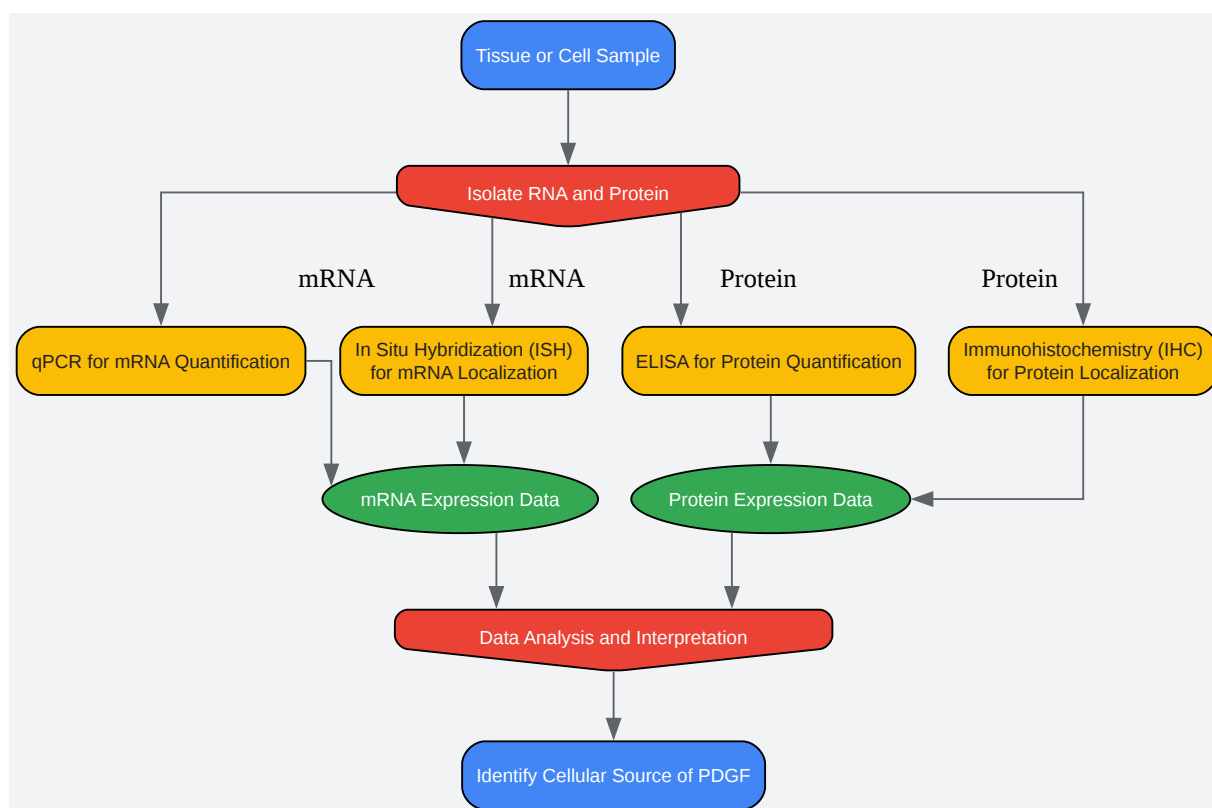 Tissue or Cell Sample
Isolate RNA and Protein
mRNA
mRNA
Protein
Protein
qPCR for mRNA Quantification
In Situ Hybridization (ISH)
for mRNA Localization
ELISA for Protein Quantification
Immunohistochemistry (IHC)
for Protein Localization
mRNA Expression Data
Protein Expression Data
Data Analysis and Interpretation
Identify Cellular Source of PDGF